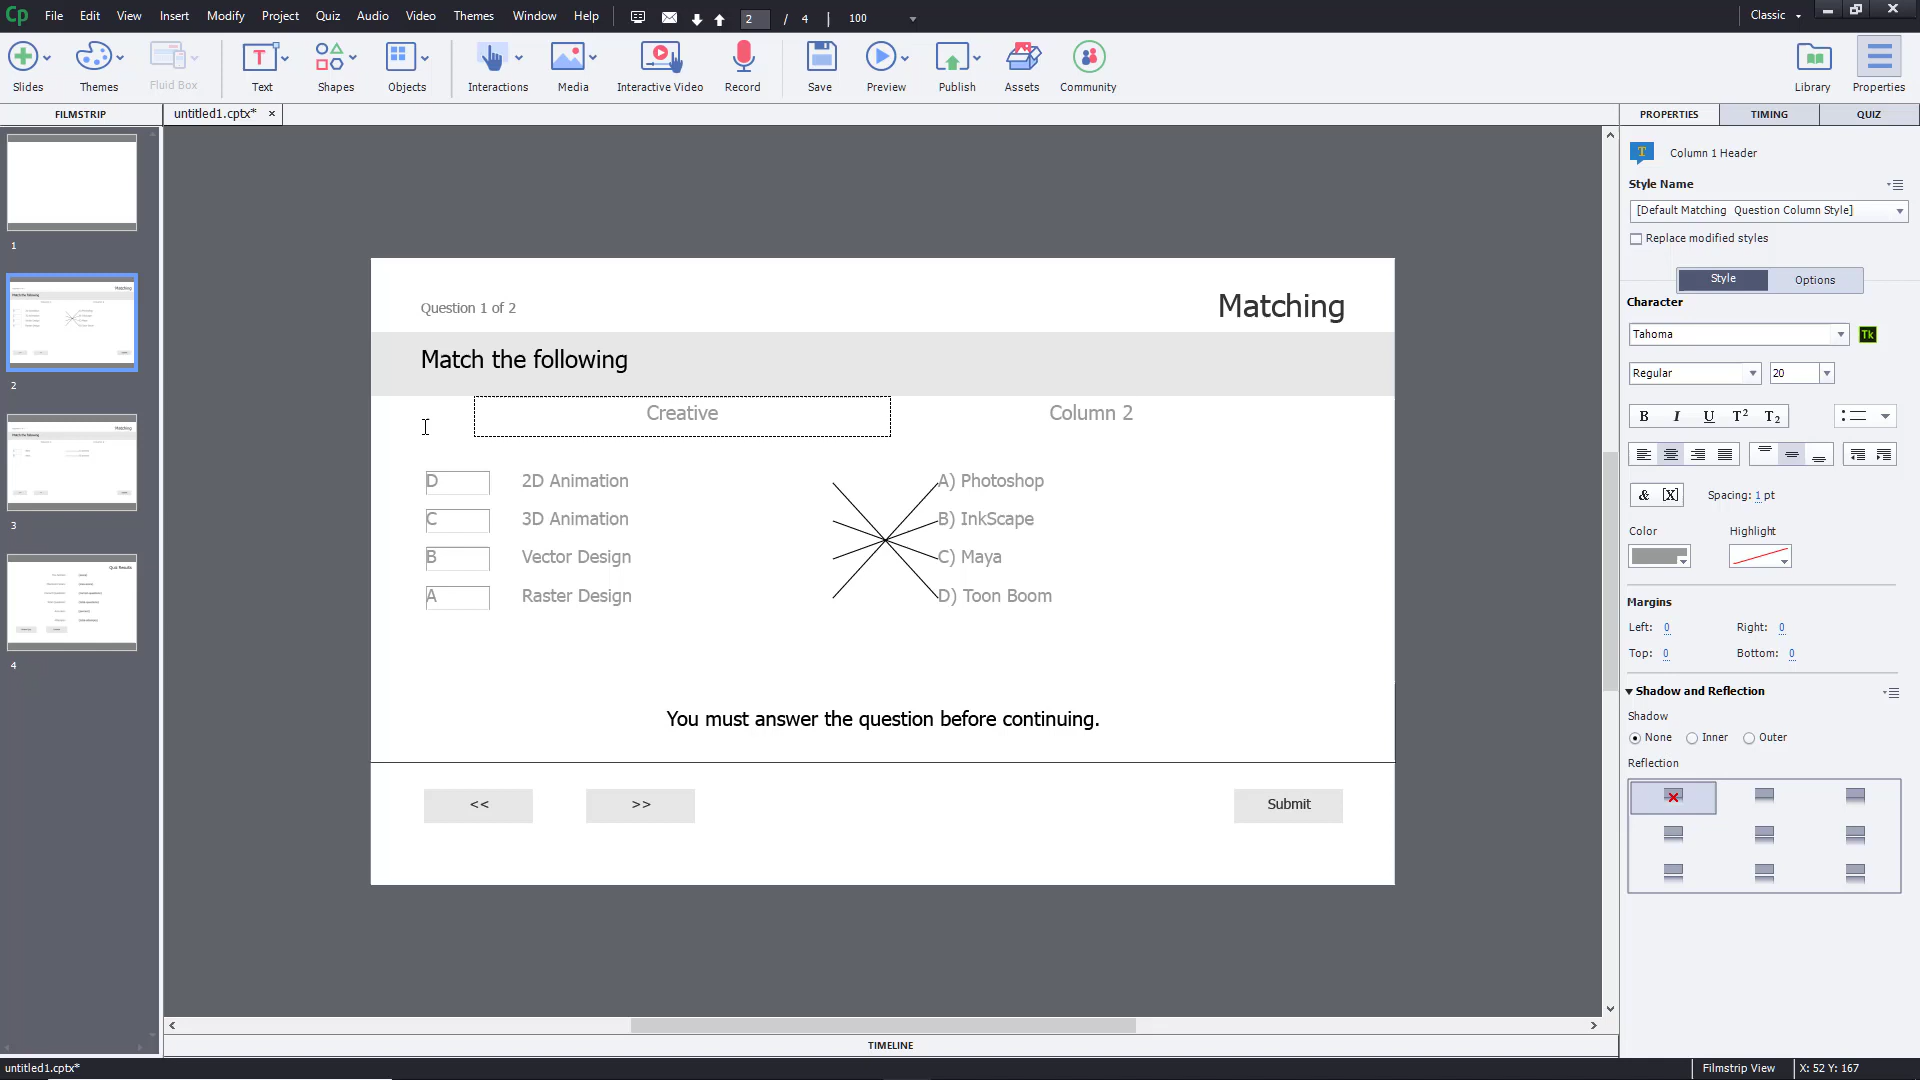 Cp File Edit View Insert Modify Project Quiz Audio Video Themes Window Help 2 / 4 | 100 Classic
Slides Themes Fluid Box Text Shapes Objects Interactions Media Interactive Video Record Save Preview Publish Assets Community Library Properties
FILMSTRIP
untitled1.cptx* ×
PROPERTIES TIMING QUIZ
1
2
3
4
Question 1 of 2
Matching
Match the following
Creative Column 2
D 2D Animation A) Photoshop
C 3D Animation B) InkScape
B Vector Design C) Maya
A Raster Design D) Toon Boom
You must answer the question before continuing.
<< >> Submit
T Column 1 Header
Style Name
[Default Matching Question Column Style]
Replace modified styles
Style Options
Character
Tahoma Tk
Regular 20
B I U T2 T2
& [X] Spacing: 1 pt
Color Highlight
Margins
Left: 0 Right: 0
Top: 0 Bottom: 0
Shadow and Reflection
Shadow
None Inner Outer
Reflection
TIMELINE
untitled1.cptx* Filmstrip View X: 52 Y: 167